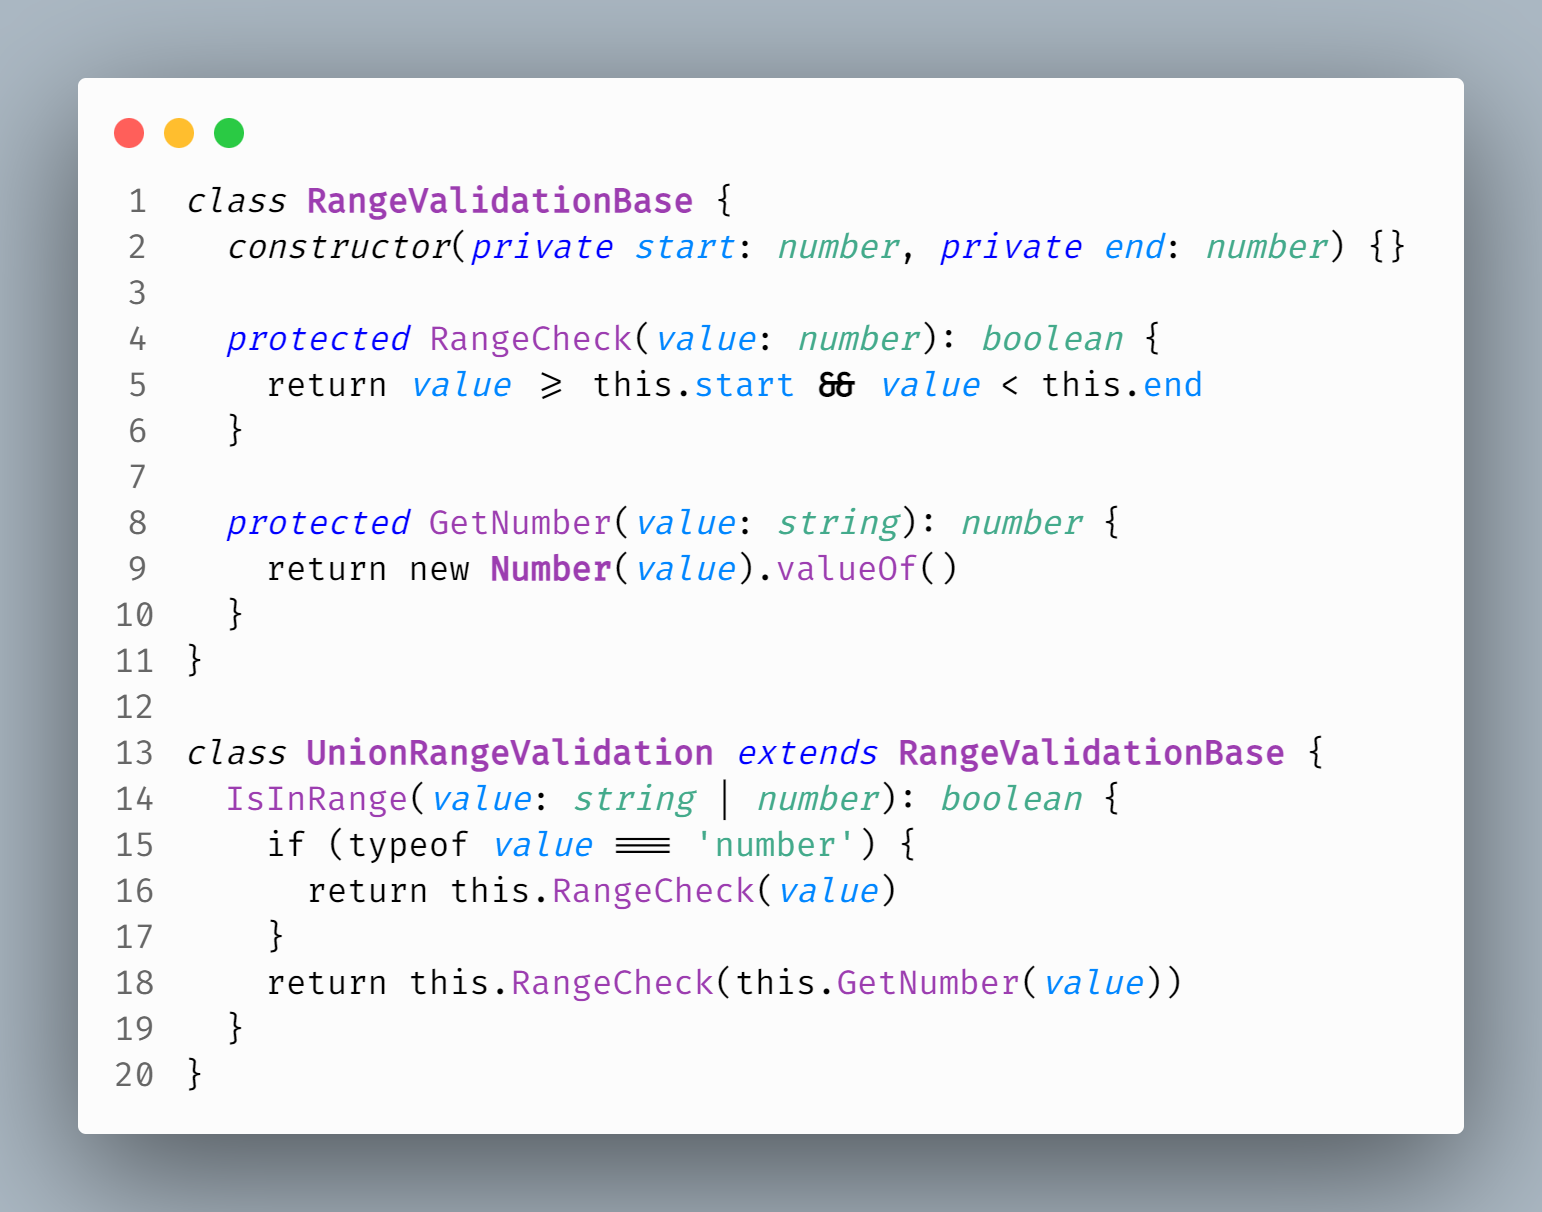 1 class RangeValidationBase {
2   constructor(private start: number, private end: number) {}
3
4   protected RangeCheck(value: number): boolean {
5     return value >= this.start && value < this.end
6   }
7
8   protected GetNumber(value: string): number {
9     return new Number(value).valueOf()
10   }
11 }
12
13 class UnionRangeValidation extends RangeValidationBase {
14   IsInRange(value: string | number): boolean {
15     if (typeof value === 'number') {
16       return this.RangeCheck(value)
17     }
18     return this.RangeCheck(this.GetNumber(value))
19   }
20 }